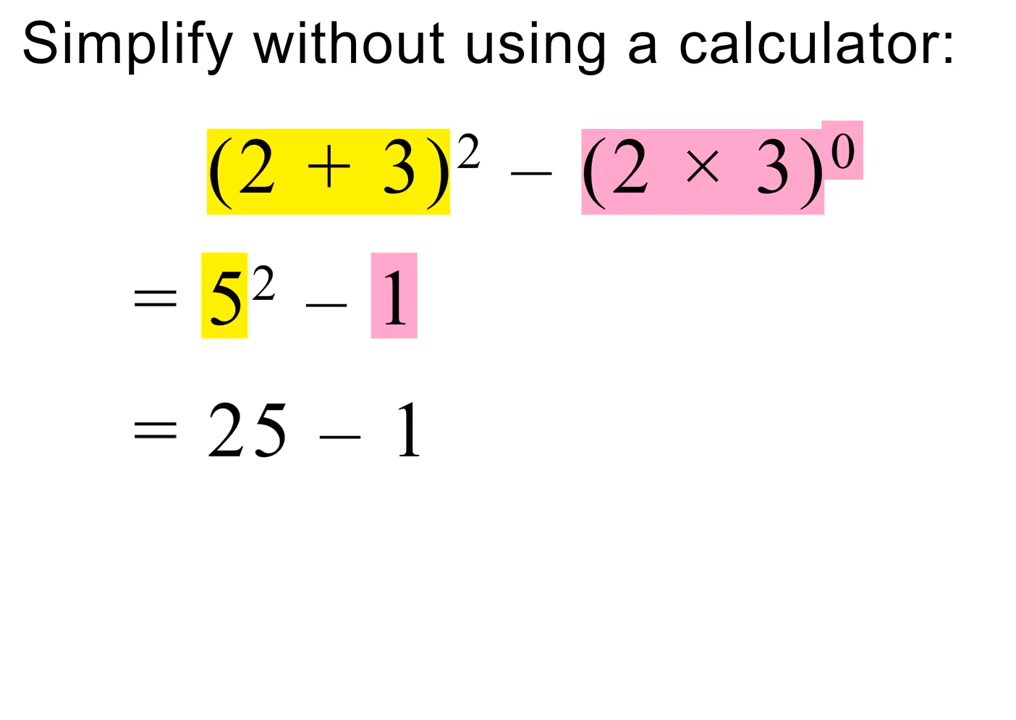 Simplify without using a calculator:
(2 + 3)² – (2 × 3)⁰
= 5² – 1
= 25 – 1